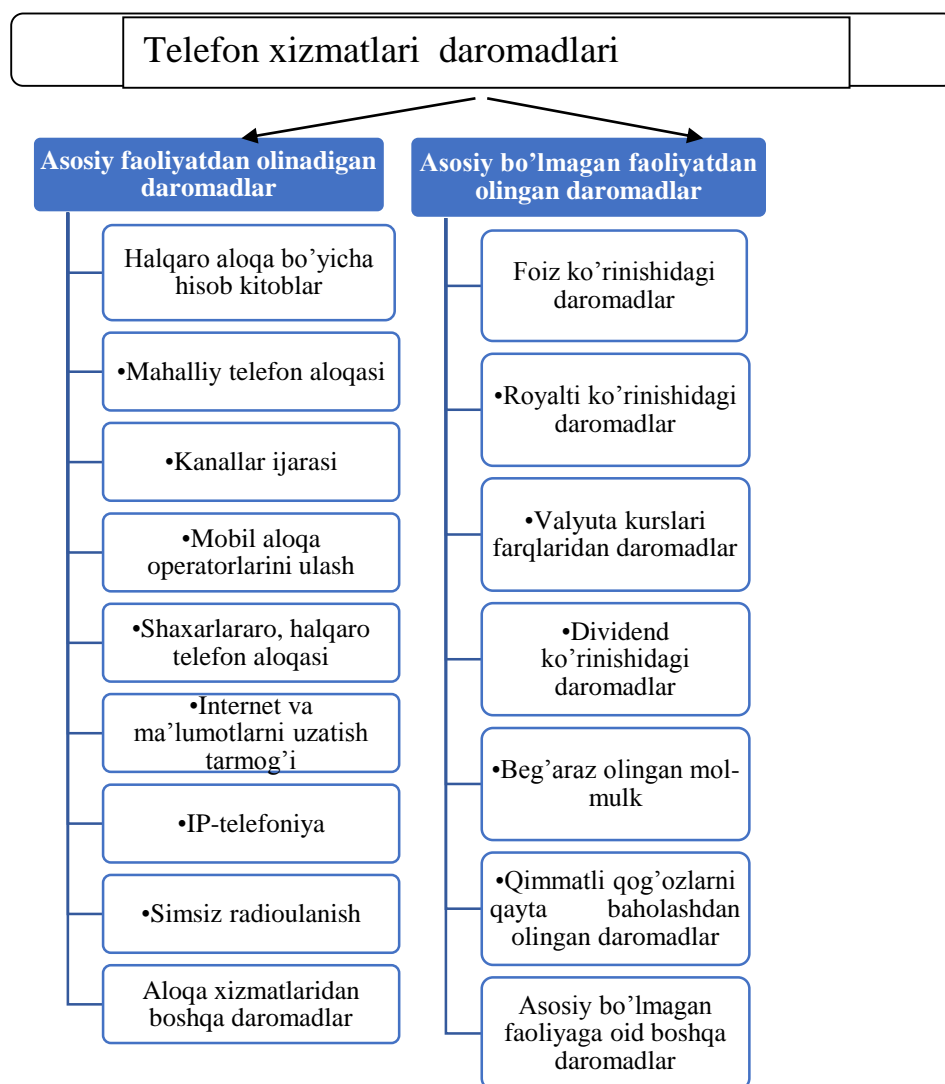 Telefon xizmatlari daromadlari
Asosiy faoliyatdan olinadigan
daromadlar
Halqaro aloqa bo’yicha
hisob kitoblar
•Mahalliy telefon aloqasi
•Kanallar ijarasi
•Mobil aloqa
operatorlarini ulash
•Shaxarlararo, halqaro
telefon aloqasi
•Internet va
ma’lumotlarni uzatish
tarmog’i
•IP-telefoniya
•Simsiz radioulanish
Aloqa xizmatlaridan
boshqa daromadlar
Asosiy bo’lmagan faoliyatdan
olingan daromadlar
Foiz ko’rinishidagi
daromadlar
•Royalti ko’rinishidagi
daromadlar
•Valyuta kurslari
farqlaridan daromadlar
•Dividend
ko’rinishidagi
daromadlar
•Beg’araz olingan mol-
mulk
•Qimmatli qog’ozlarni
qayta baholashdan
olingan daromadlar
Asosiy bo’lmagan
faoliyaga oid boshqa
daromadlar